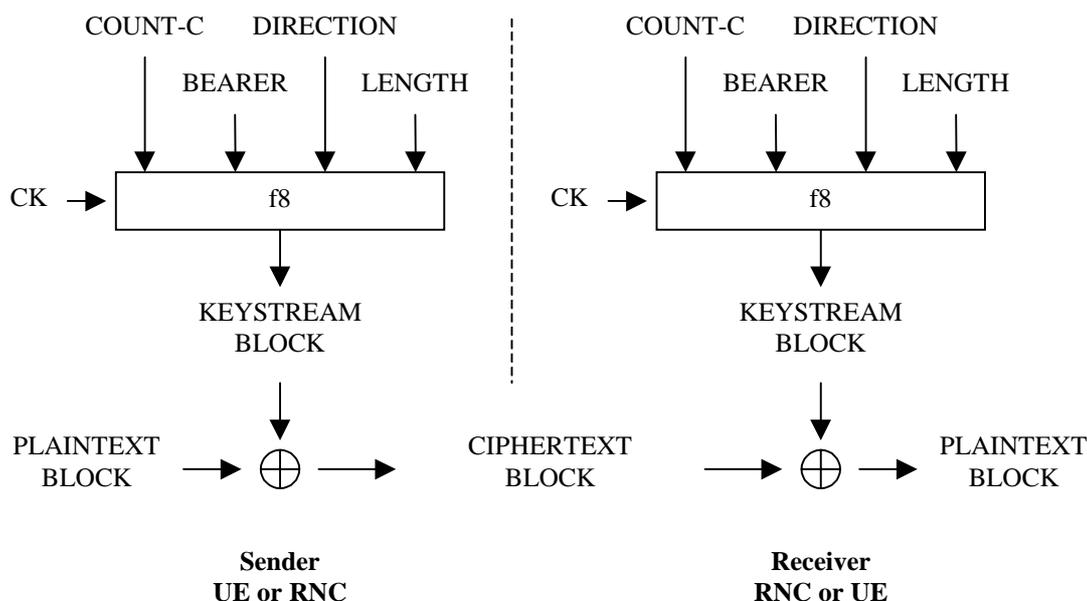 COUNT-C DIRECTION COUNT-C DIRECTION
BEARER LENGTH BEARER LENGTH
CK f8 CK f8
KEYSTREAM KEYSTREAM
BLOCK BLOCK
PLAINTEXT CIPHERTEXT PLAINTEXT
BLOCK BLOCK BLOCK
Sender Receiver
UE or RNC RNC or UE